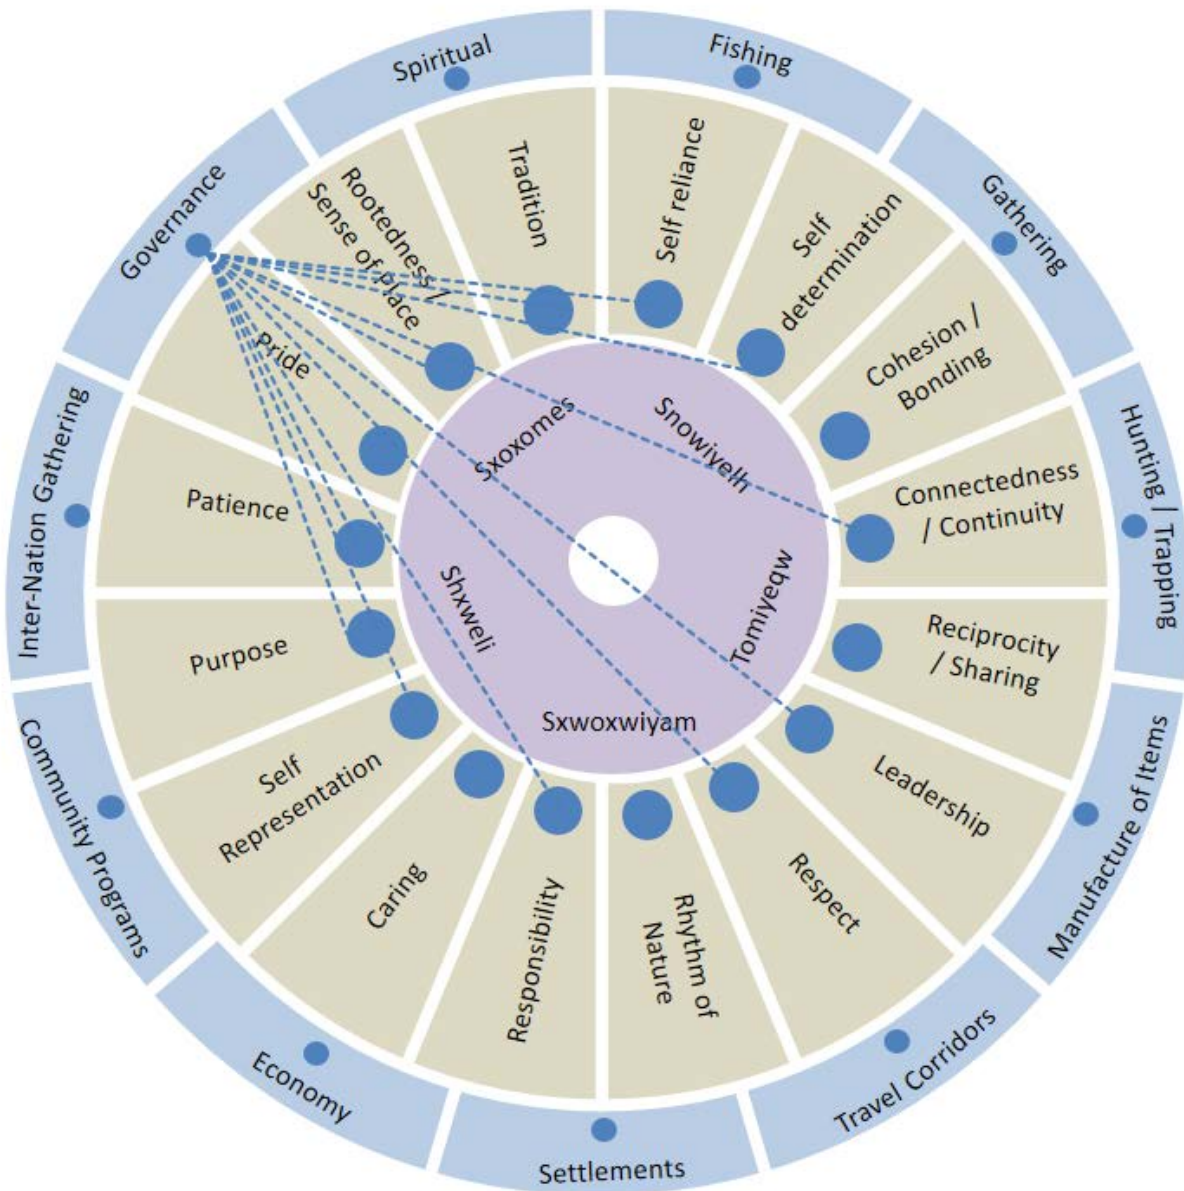 Spiritual
Fishing
Gathering
Hunting / Trapping
Manufacture of Items
Travel Corridors
Settlements
Economy
Community Programs
Inter-Nation Gathering
Governance
Tradition
Self reliance
Self
determination
Cohesion /
Bonding
Connectedness
/ Continuity
Reciprocity
/ Sharing
Leadership
Respect
Rhythm of
Nature
Responsibility
Caring
Self
Representation
Purpose
Patience
Pride
Rootedness /
Sense of Place
Sxoxomes
Snowiyelh
Tomiyeqw
Sxwoxwiyam
Shxweli